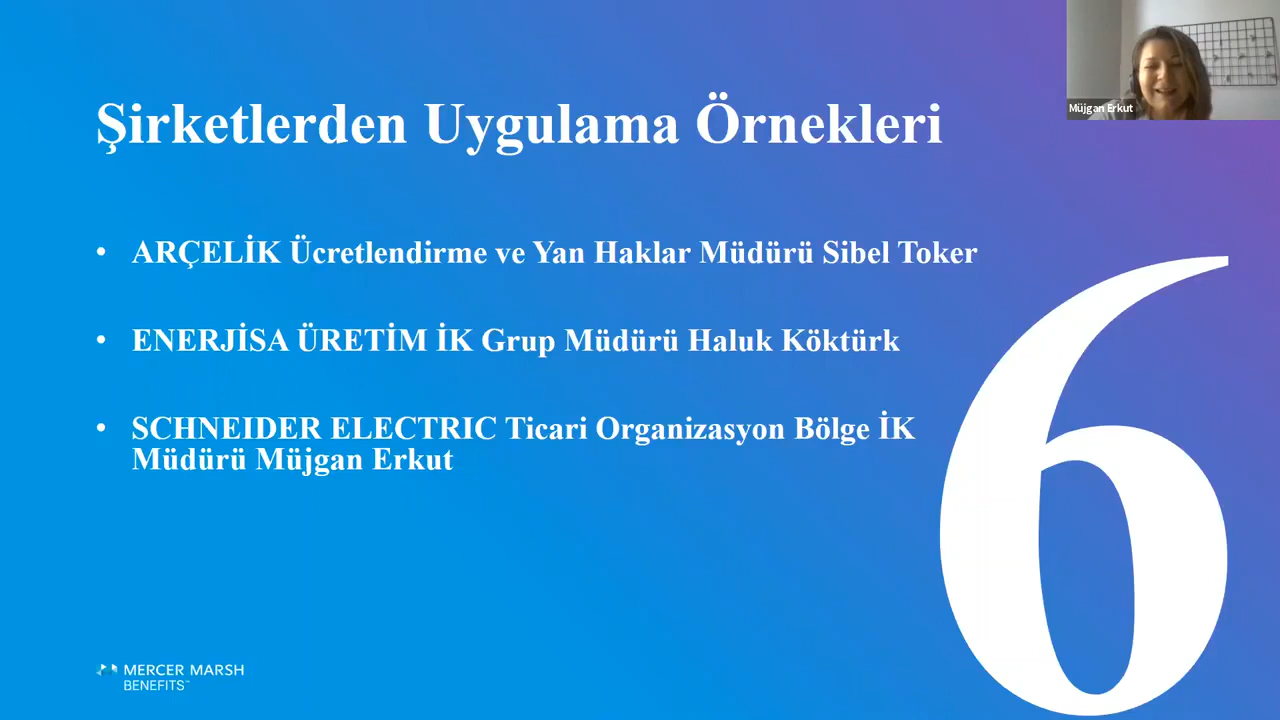 Müjgan Erkut
Şirketlerden Uygulama Örnekleri
• ARÇELİK Ücretlendirme ve Yan Haklar Müdürü Sibel Toker
• ENERJİSA ÜRETİM İK Grup Müdürü Haluk Köktürk
• SCHNEIDER ELECTRIC Ticari Organizasyon Bölge İK
Müdürü Müjgan Erkut
6
MERCER MARSH
BENEFITS™